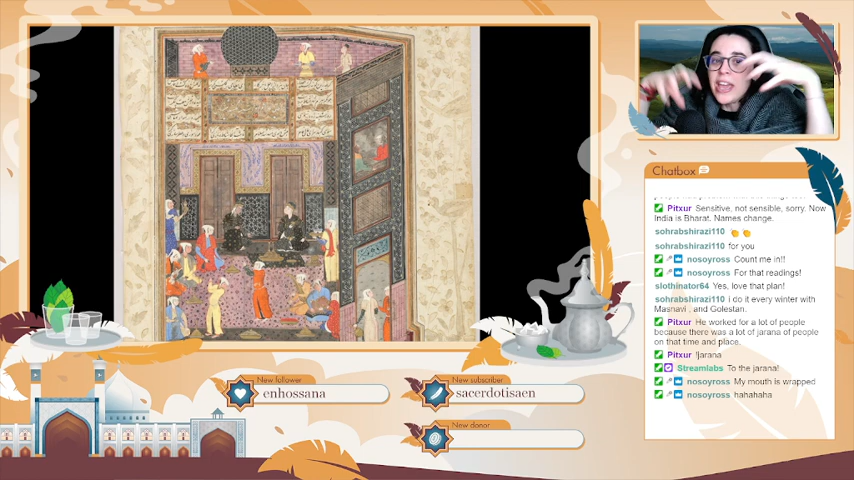 Chatbox
Pitxur Sensitive, not sensible, sorry. Now
India is Bharat. Names change.
sohrabshirazi110 👏 👏
sohrabshirazi110 for you
nosoyross Count me in!!
nosoyross For that readings!
slothinator64 Yes, love that plan!
sohrabshirazi110 i do it every winter with
Masnavi , and Golestan.
Pitxur He worked for a lot of people
because there was a lot of jarana of people
on that time and place.
Pitxur !jarana
Streamlabs To the jarana!
nosoyross My mouth is wrapped
nosoyross hahahaha
New follower
enhossana
New subscriber
sacerdotisaen
New donor